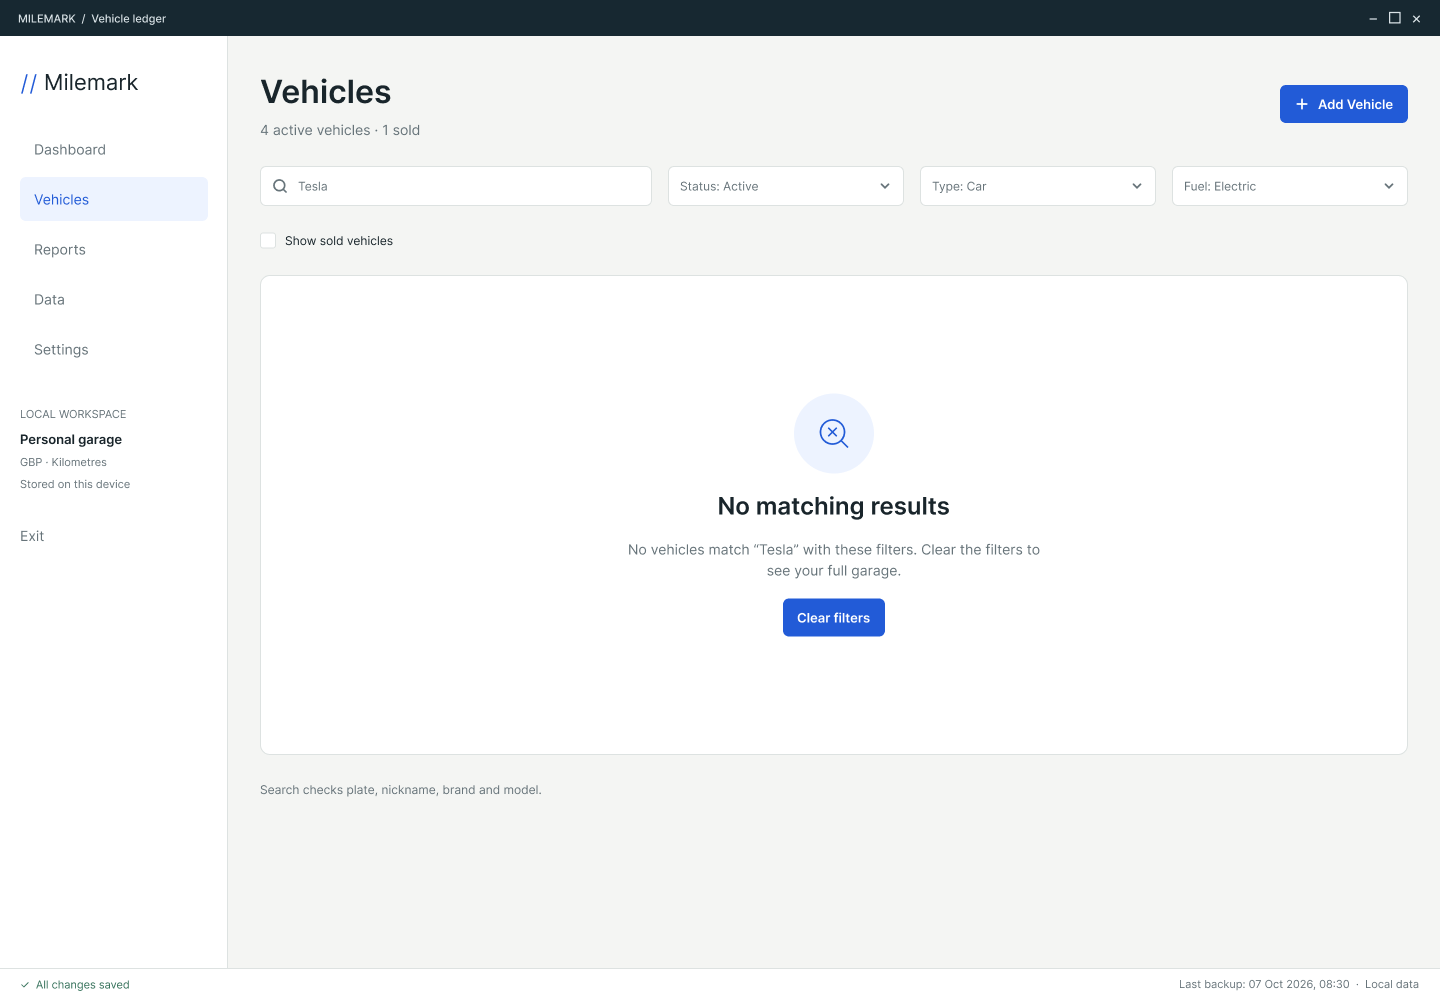 MILEMARK / Vehicle ledger
// Milemark
Dashboard
Vehicles
Reports
Data
Settings
LOCAL WORKSPACE
Personal garage
GBP · Kilometres
Stored on this device
Exit
Vehicles
4 active vehicles · 1 sold
Add Vehicle
Tesla
Status: Active
Type: Car
Fuel: Electric
Show sold vehicles
No matching results
No vehicles match “Tesla” with these filters. Clear the filters to
see your full garage.
Clear filters
Search checks plate, nickname, brand and model.
All changes saved
Last backup: 07 Oct 2026, 08:30 · Local data